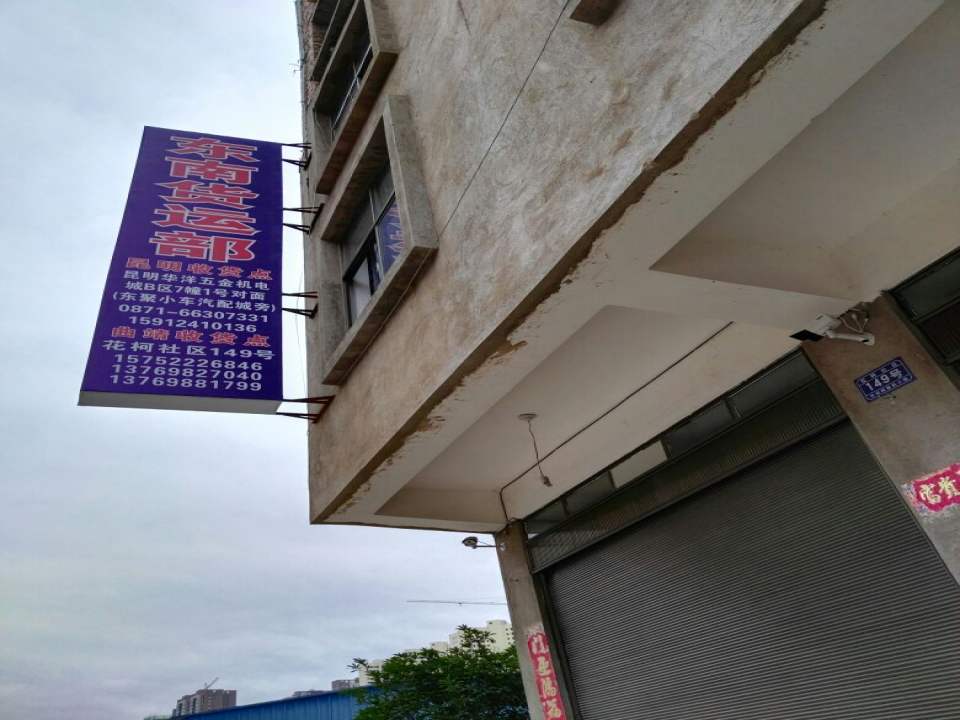 东南货运部
昆明收货点
昆明华洋五金机电
城B区7幢1号对面
(东聚小车汽配城旁)
0871-66307331
15912410136
曲靖收货点
花柯社区149号
15752226846
13769827040
13769881799
149号